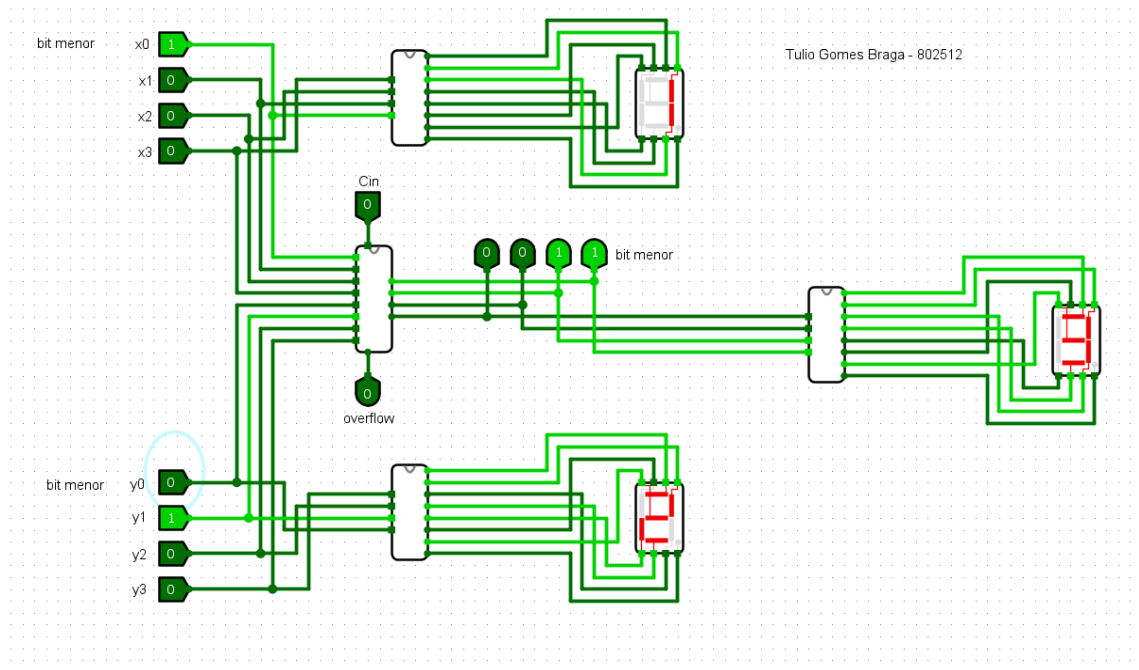 bit menor x0 1
Tulio Gomes Braga - 802512
x1 0
x2 0
x3 0
Cin
0
0 0 1 1 bit menor
0
overflow
bit menor y0 0
y1 1
y2 0
y3 0